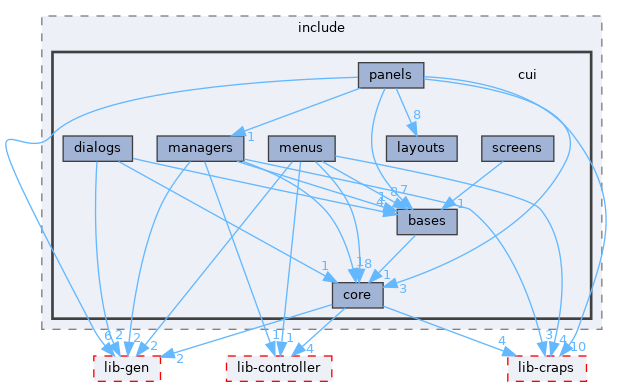 include
panels
cui
8
1
dialogs
managers
menus
layouts
screens
1
8
7
4
1
bases
1
18
1
3
core
6
2
2
2
2
1
1
4
4
3
4
10
lib-gen
lib-controller
lib-craps